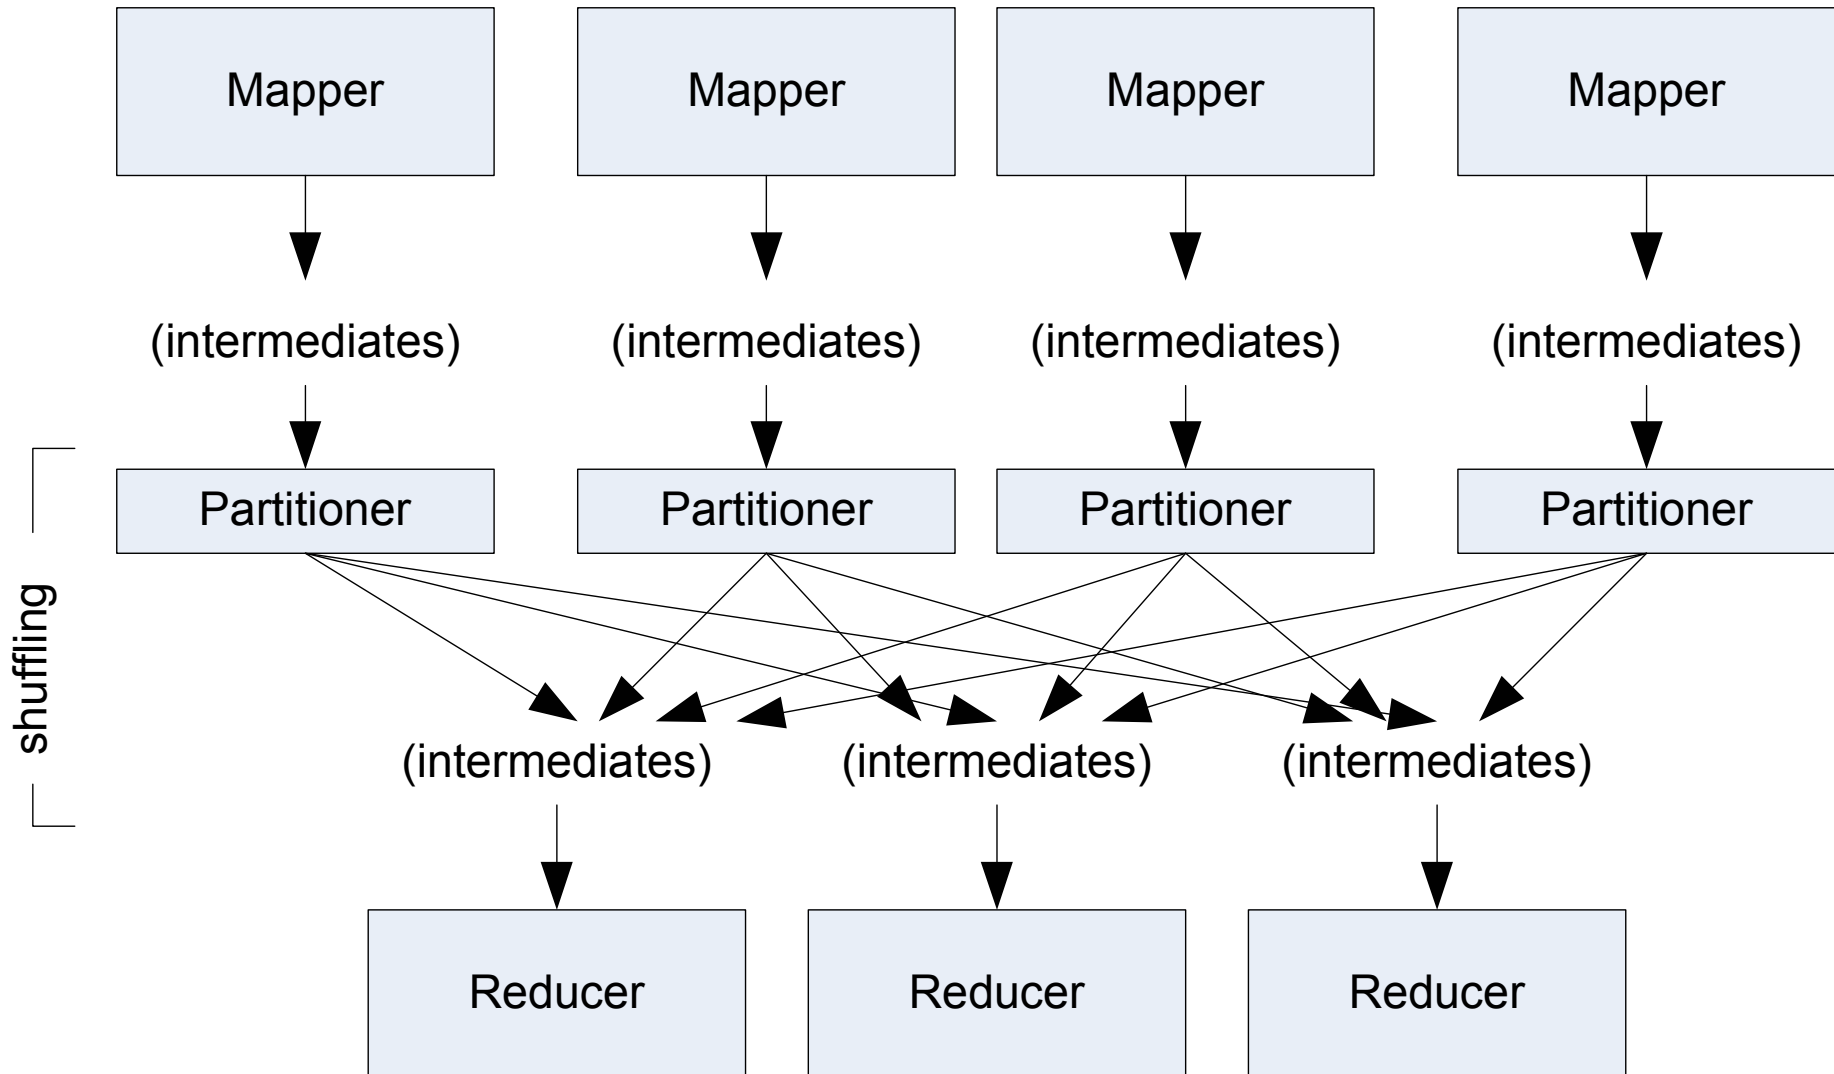 Mapper Mapper Mapper Mapper
(intermediates) (intermediates) (intermediates) (intermediates)
Partitioner Partitioner Partitioner Partitioner
shuffling
(intermediates) (intermediates) (intermediates)
Reducer Reducer Reducer